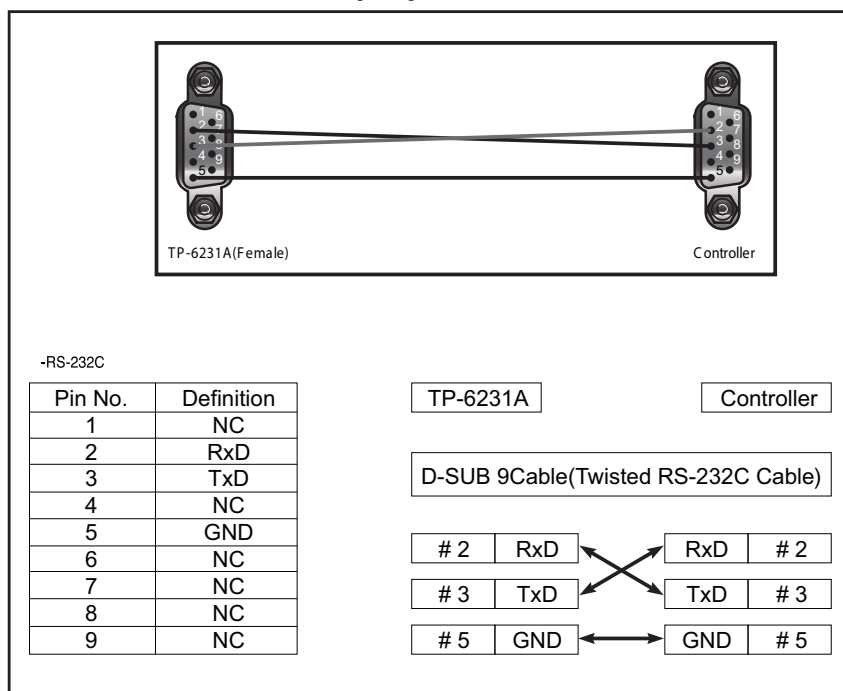 1
6
2
7
3
8
4
9
5
1
6
2
7
3
8
4
9
5
TP-6231A(Female)
Controller
-RS-232C
Pin No. Definition
1 NC
2 RxD
3 TxD
4 NC
5 GND
6 NC
7 NC
8 NC
9 NC
TP-6231A
Controller
D-SUB 9Cable(Twisted RS-232C Cable)
# 2 RxD RxD # 2
# 3 TxD TxD # 3
# 5 GND GND # 5